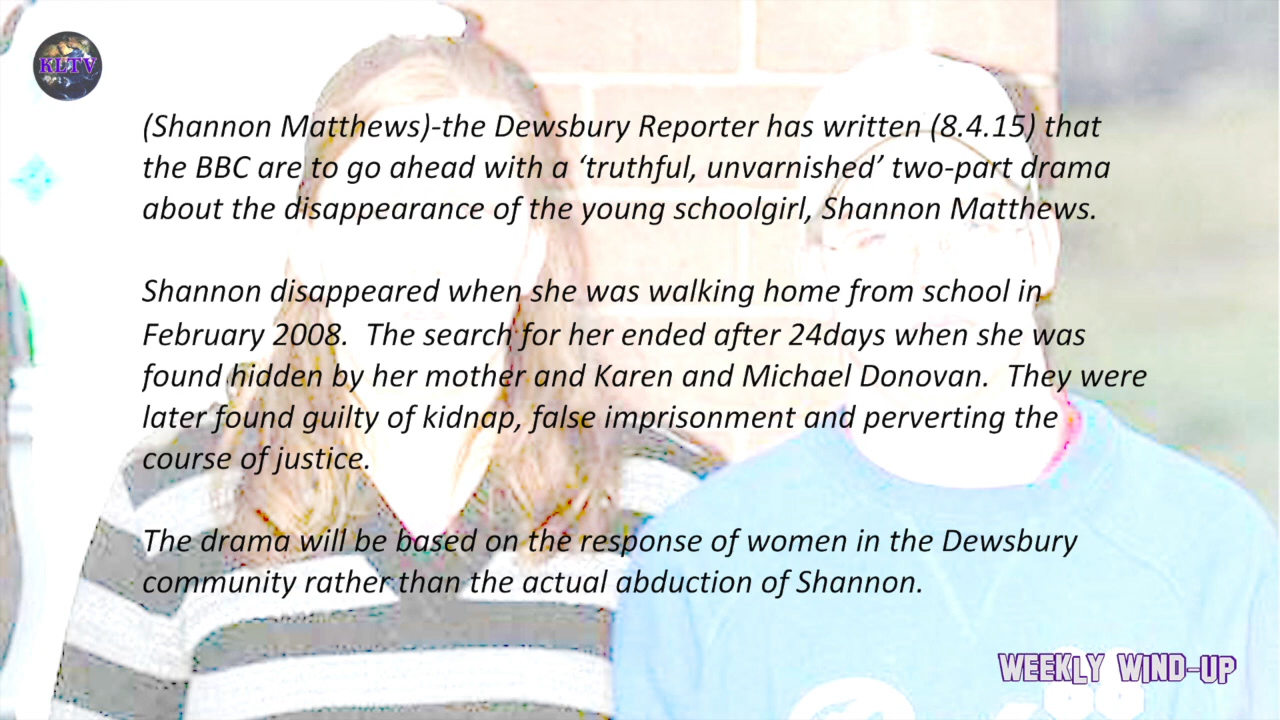 KLTV
(Shannon Matthews)-the Dewsbury Reporter has written (8.4.15) that
the BBC are to go ahead with a ‘truthful, unvarnished’ two-part drama
about the disappearance of the young schoolgirl, Shannon Matthews.
Shannon disappeared when she was walking home from school in
February 2008.  The search for her ended after 24days when she was
found hidden by her mother and Karen and Michael Donovan.  They were
later found guilty of kidnap, false imprisonment and perverting the
course of justice.
The drama will be based on the response of women in the Dewsbury
community rather than the actual abduction of Shannon.
WEEKLY WIND-UP